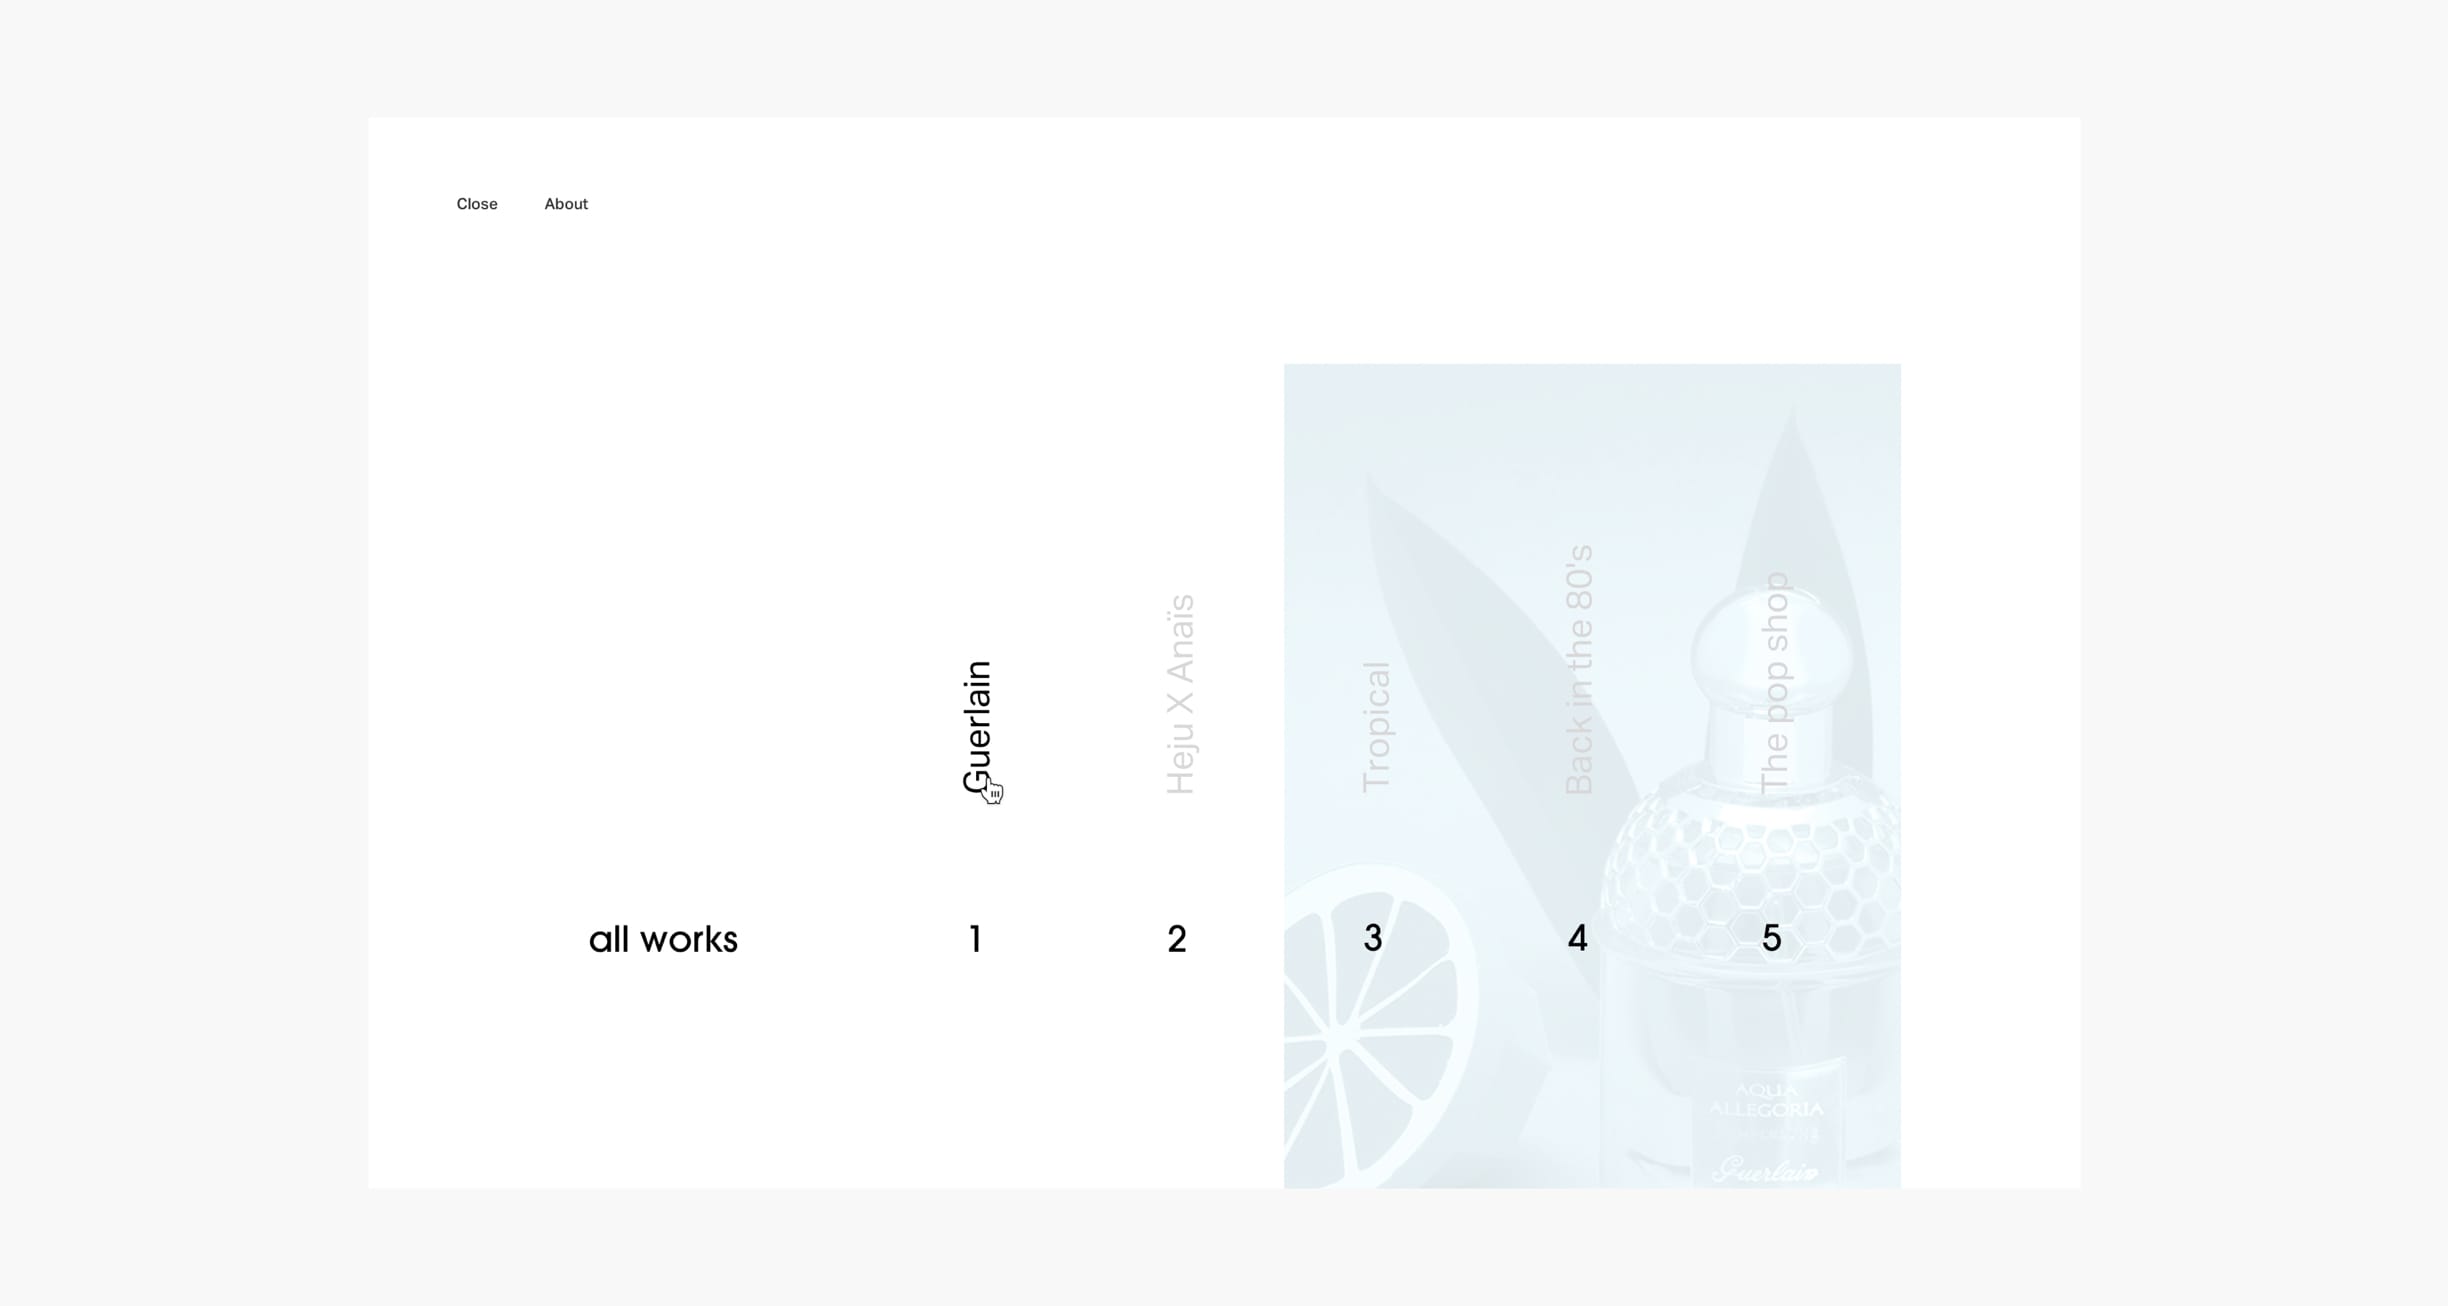 Close
About
Guerlain
Heju X Anaïs
Tropical
Back in the 80's
The pop shop
all works
1
2
3
4
5
AQUA
ALLEGORIA
Guerlain